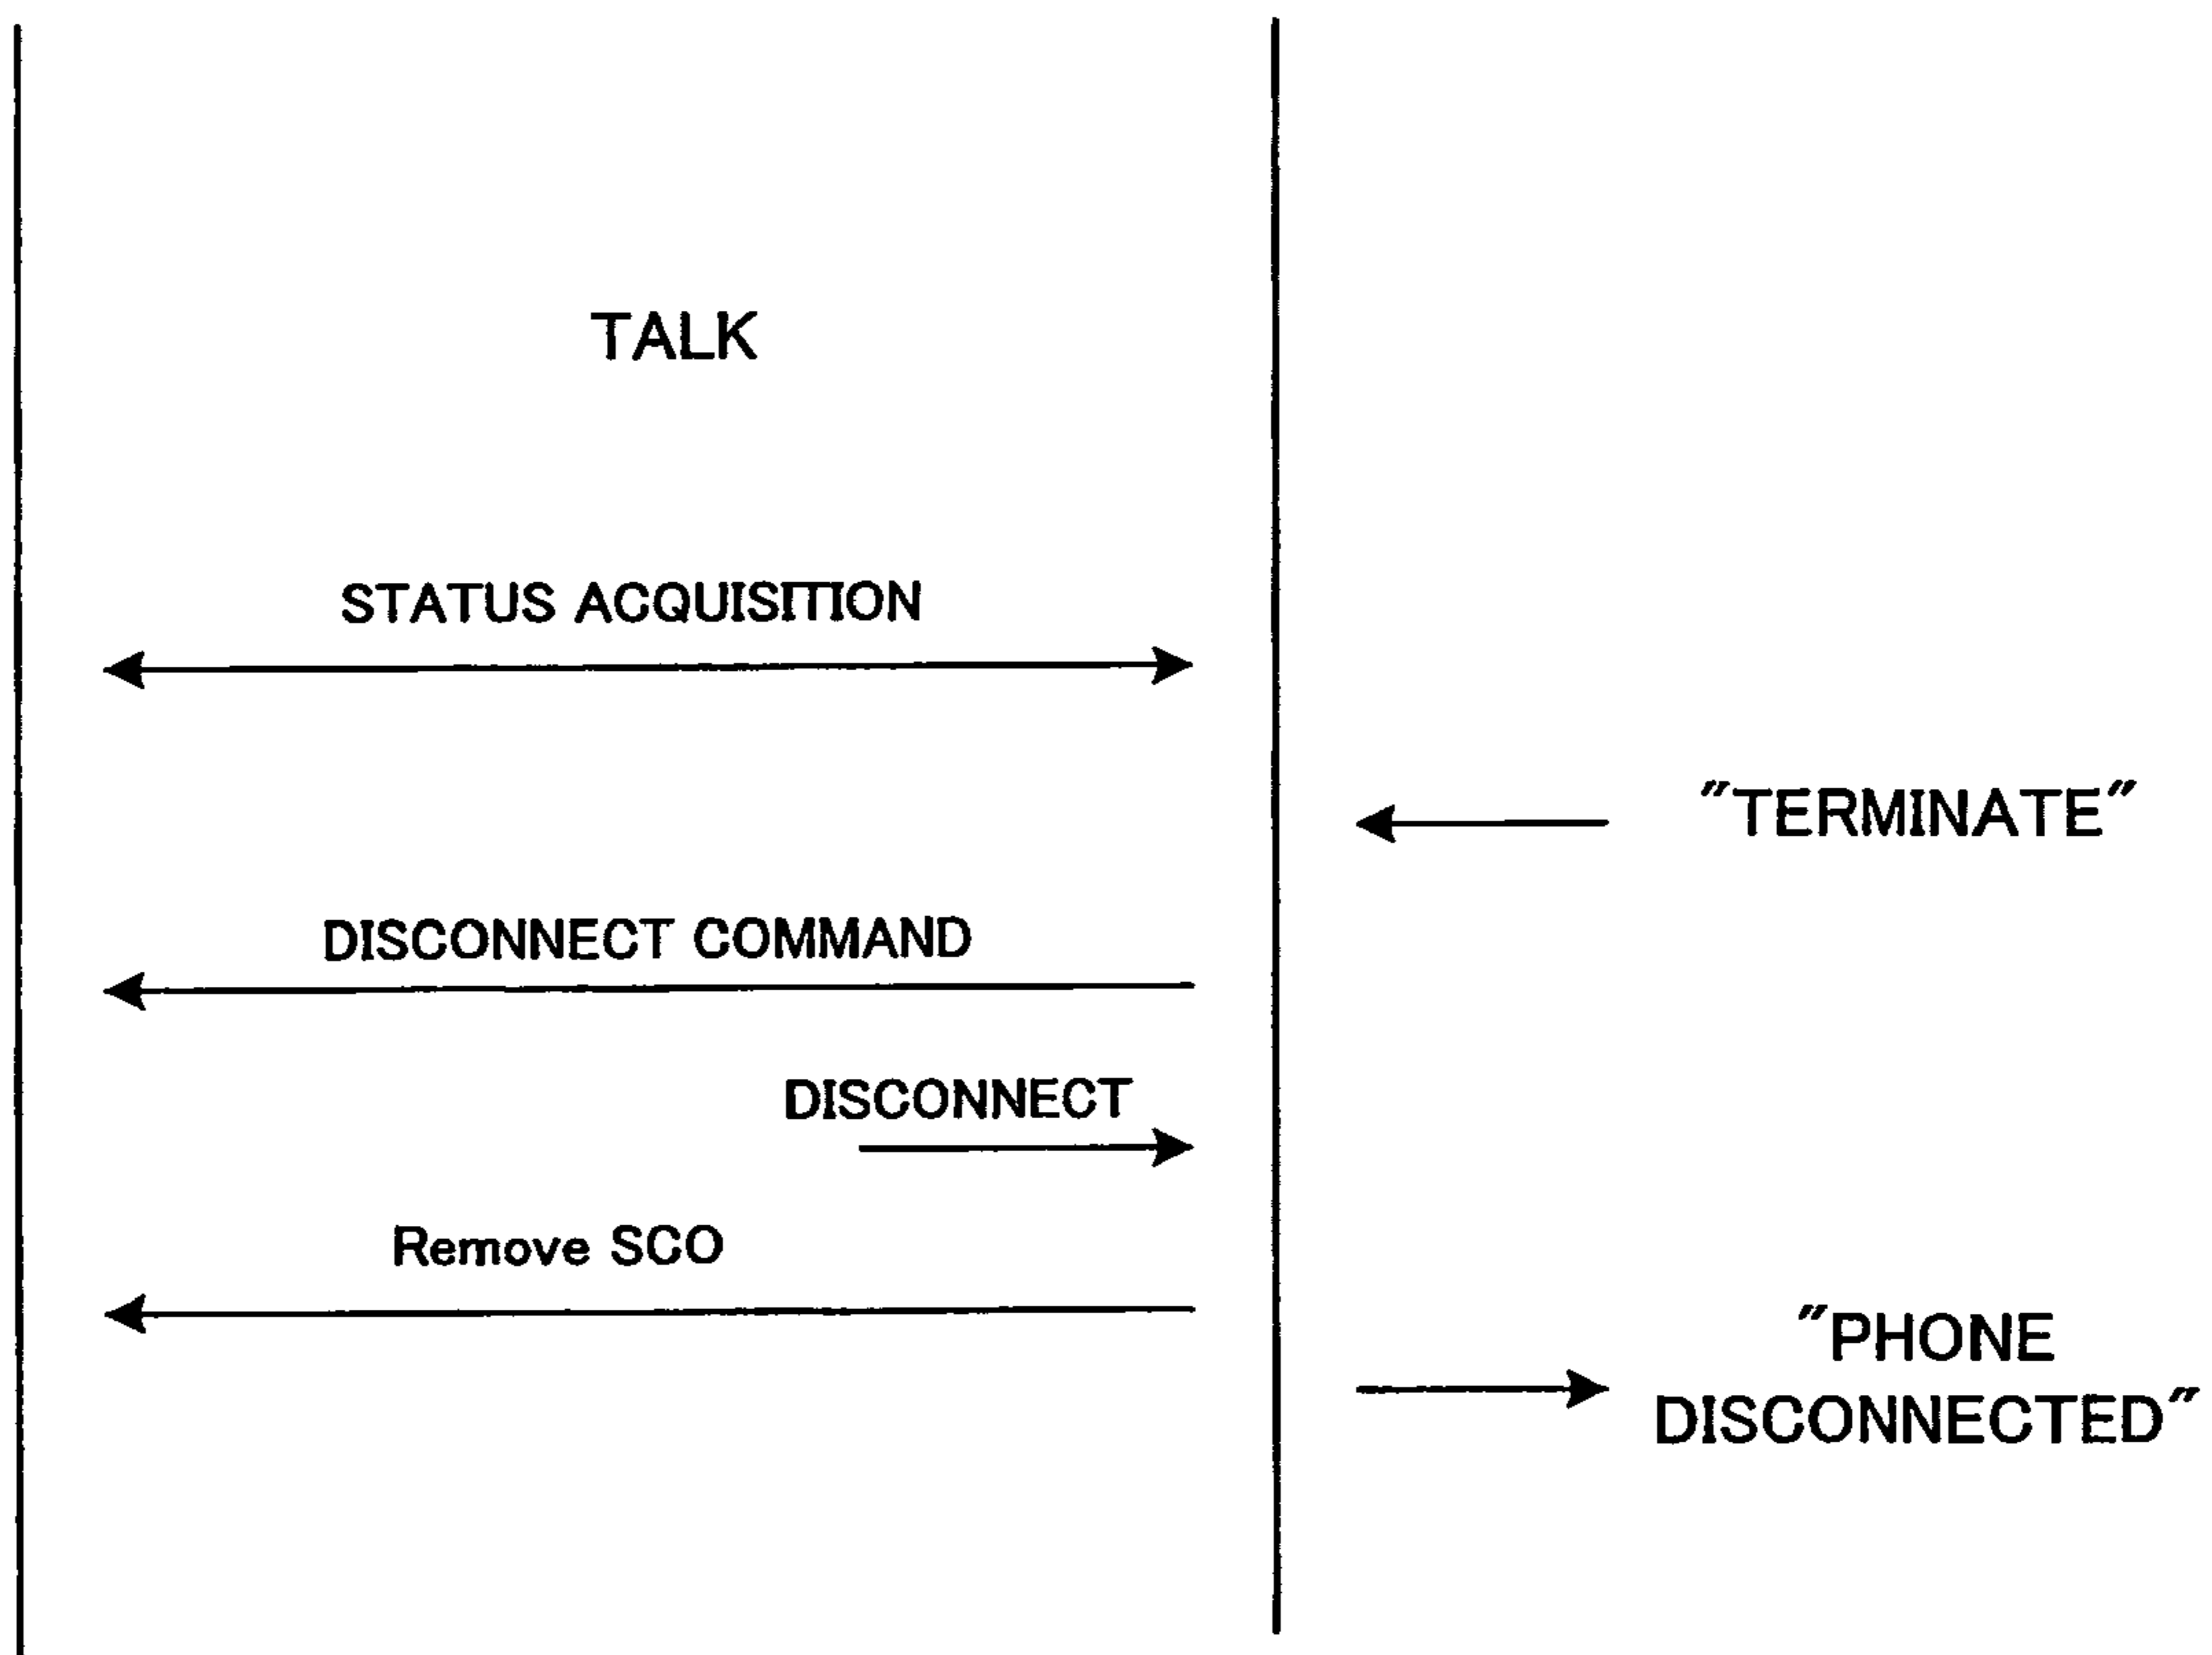 TALK
STATUS ACQUISITION
"TERMINATE"
DISCONNECT COMMAND
DISCONNECT
Remove SCO
"PHONE
DISCONNECTED"